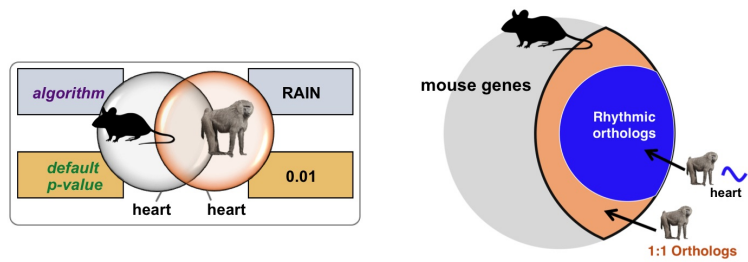 algorithm
RAIN
default
p-value
0.01
heart
heart
mouse genes
Rhythmic
orthologs
heart
1:1 Orthologs